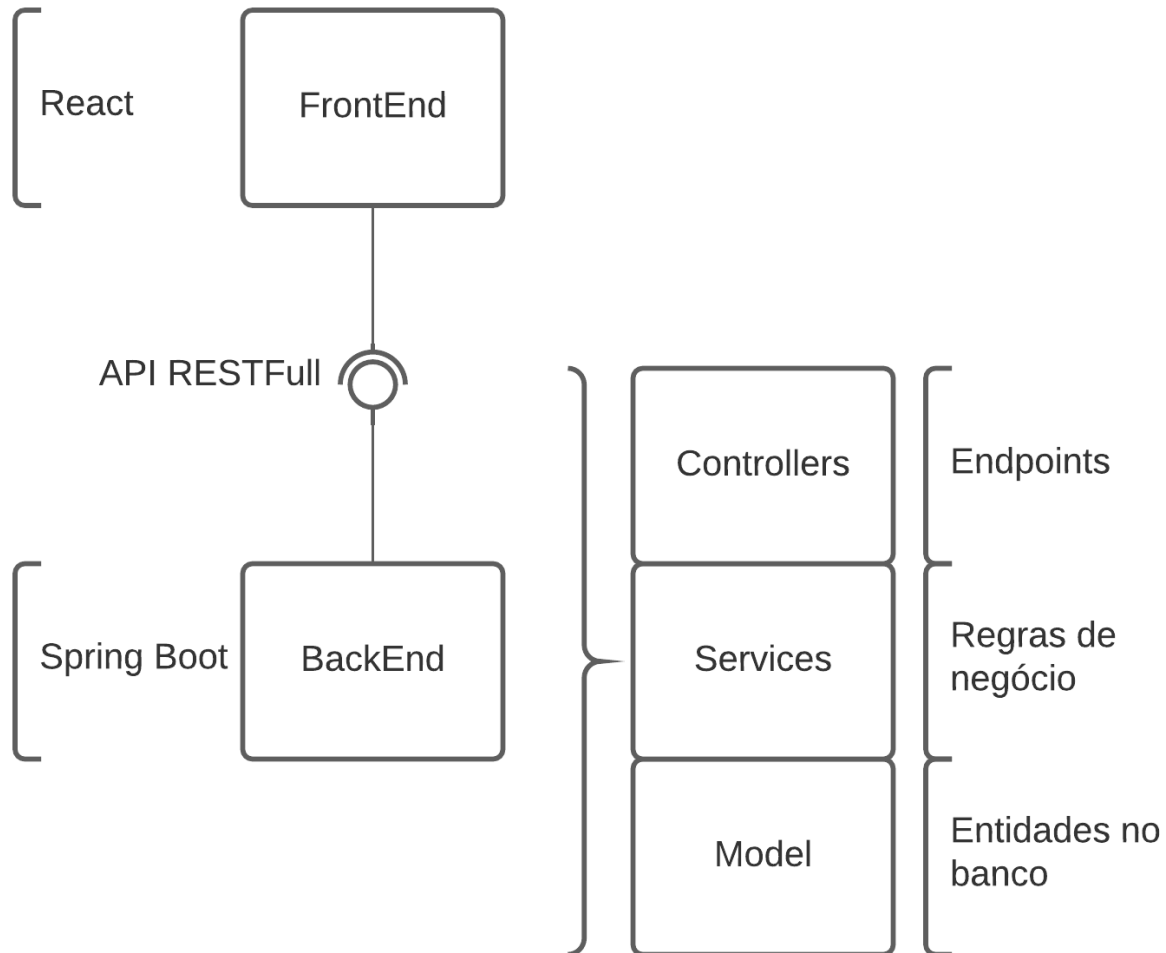 React
FrontEnd
API RESTFull
Controllers
Endpoints
Spring Boot
BackEnd
Services
Regras de
negócio
Model
Entidades no
banco